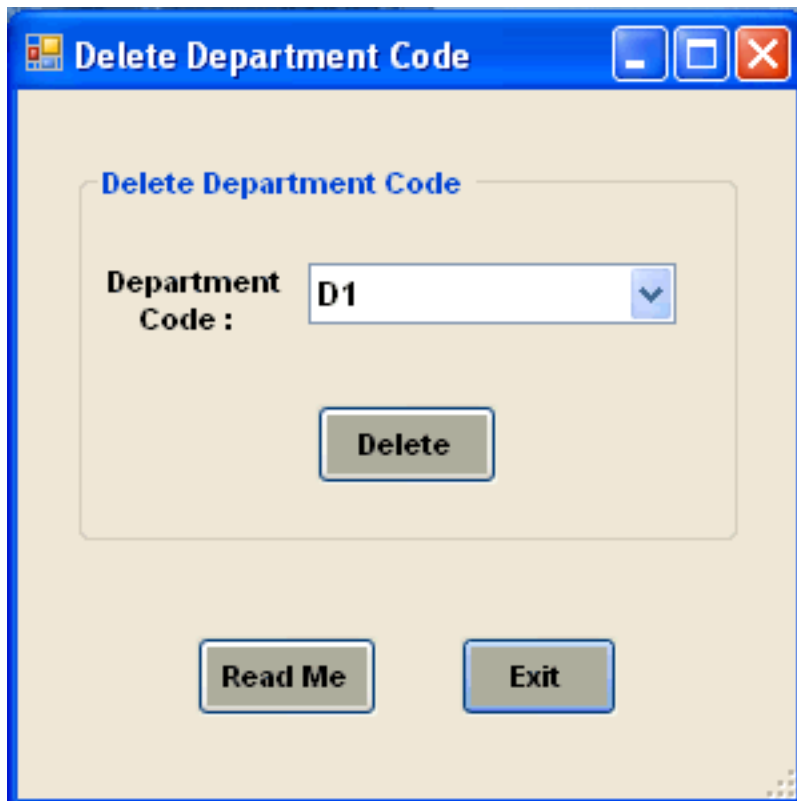 Delete Department Code
Delete Department Code
Department
Code :
D1
Delete
Read Me
Exit